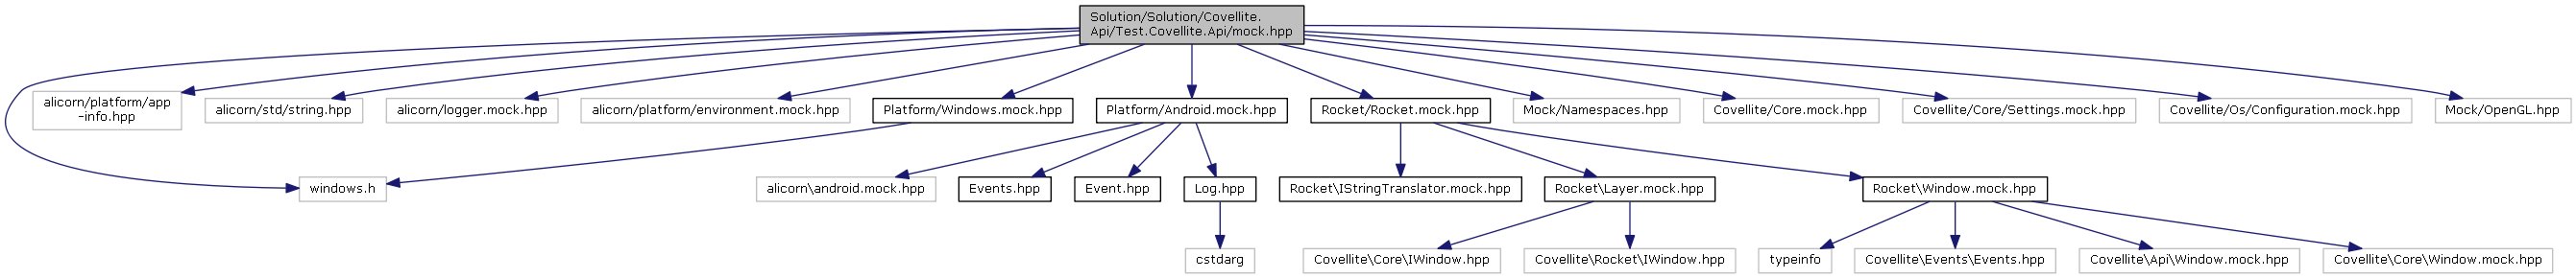 Solution/Solution/Covellite.
Api/Test.Covellite.Api/mock.hpp
alicorn/platform/app
-info.hpp
alicorn/std/string.hpp
alicorn/logger.mock.hpp
alicorn/platform/environment.mock.hpp
Platform/Windows.mock.hpp
Platform/Android.mock.hpp
Rocket/Rocket.mock.hpp
Mock/Namespaces.hpp
Covellite/Core.mock.hpp
Covellite/Core/Settings.mock.hpp
Covellite/Os/Configuration.mock.hpp
Mock/OpenGL.hpp
windows.h
alicorn\android.mock.hpp
Events.hpp
Event.hpp
Log.hpp
Rocket\IStringTranslator.mock.hpp
Rocket\Layer.mock.hpp
Rocket\Window.mock.hpp
cstdarg
Covellite\Core\IWindow.hpp
Covellite\Rocket\IWindow.hpp
typeinfo
Covellite\Events\Events.hpp
Covellite\Api\Window.mock.hpp
Covellite\Core\Window.mock.hpp